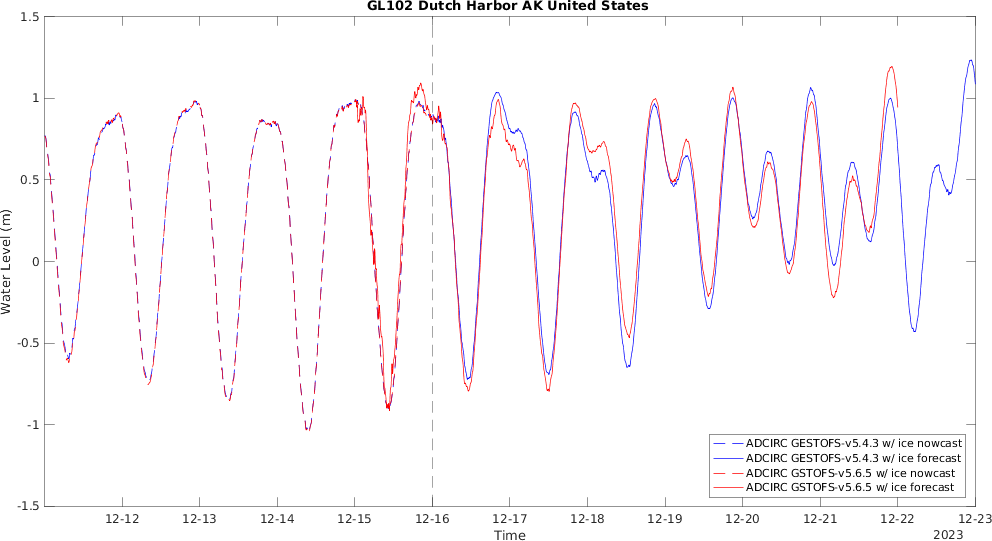 GL102 Dutch Harbor AK United States
1.5
1
0.5
0
-0.5
-1
-1.5
Water Level (m)
ADCIRC GESTOFS-v5.4.3 w/ ice nowcast
ADCIRC GESTOFS-v5.4.3 w/ ice forecast
ADCIRC GSTOFS-v5.6.5 w/ ice nowcast
ADCIRC GSTOFS-v5.6.5 w/ ice forecast
12-12 12-13 12-14 12-15 12-16 12-17 12-18 12-19 12-20 12-21 12-22 12-23
Time
2023